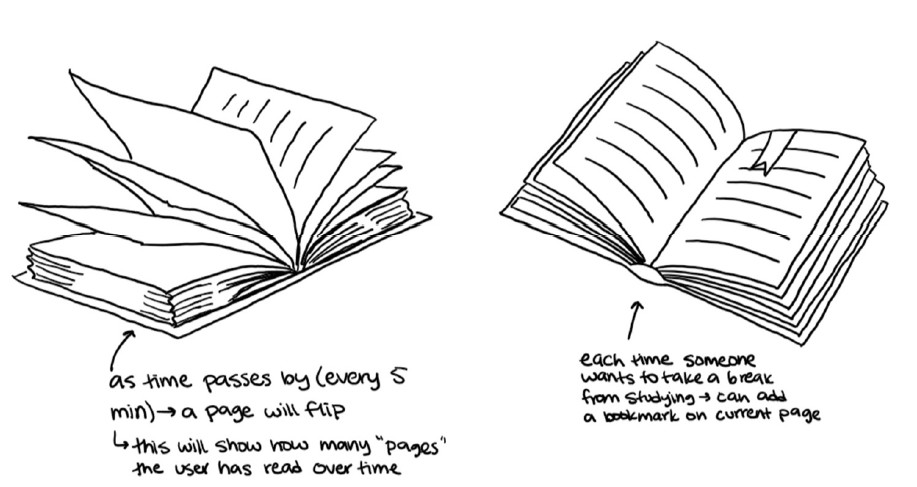 as time passes by (every 5
min)→ a page will flip
↳ this will show how many "pages"
the user has read over time
each time someone
wants to take a break
from studying → can add
a bookmark on current page